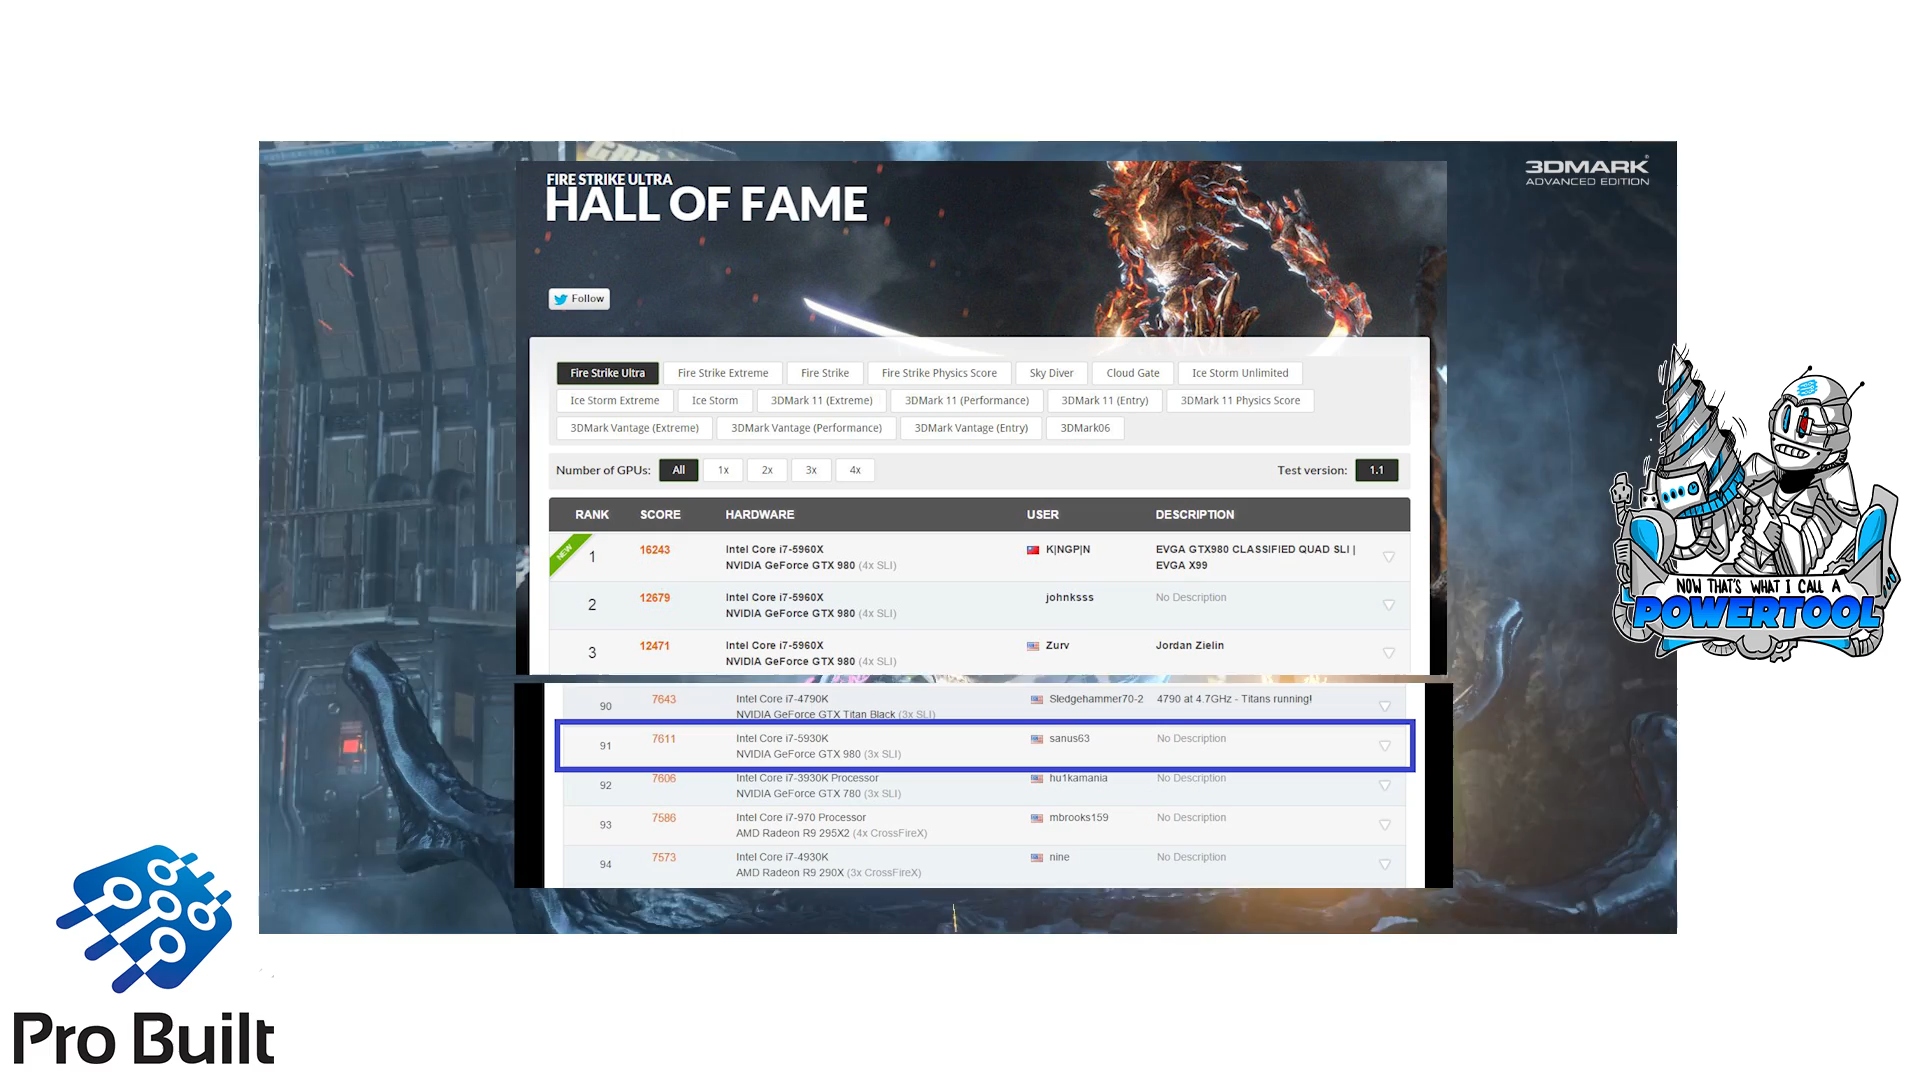 3DMARK
ADVANCED EDITION
FIRE STRIKE ULTRA
HALL OF FAME
Follow
Fire Strike Ultra Fire Strike Extreme Fire Strike Fire Strike Physics Score Sky Diver Cloud Gate Ice Storm Unlimited
Ice Storm Extreme Ice Storm 3DMark 11 (Extreme) 3DMark 11 (Performance) 3DMark 11 (Entry) 3DMark 11 Physics Score
3DMark Vantage (Extreme) 3DMark Vantage (Performance) 3DMark Vantage (Entry) 3DMark06
Number of GPUs: All 1x 2x 3x 4x Test version: 1.1
RANK SCORE HARDWARE USER DESCRIPTION
NEW
1 16243 Intel Core i7-5960X K|NGP|N EVGA GTX980 CLASSIFIED QUAD SLI |
NVIDIA GeForce GTX 980 (4x SLI) EVGA X99
2 12679 Intel Core i7-5960X johnksss No Description
NVIDIA GeForce GTX 980 (4x SLI)
3 12471 Intel Core i7-5960X Zurv Jordan Zielin
NVIDIA GeForce GTX 980 (4x SLI)
90 7643 Intel Core i7-4790K Sledgehammer70-2 4790 at 4.7GHz - Titans running!
NVIDIA GeForce GTX Titan Black (3x SLI)
91 7611 Intel Core i7-5930K sanus63 No Description
NVIDIA GeForce GTX 980 (3x SLI)
92 7606 Intel Core i7-3930K Processor hu1kamania No Description
NVIDIA GeForce GTX 780 (3x SLI)
93 7586 Intel Core i7-970 Processor mbrooks159 No Description
AMD Radeon R9 295X2 (4x CrossFireX)
94 7573 Intel Core i7-4930K nine No Description
AMD Radeon R9 290X (3x CrossFireX)
NOW THAT'S WHAT I CALL A
POWERTOOL
Pro Built